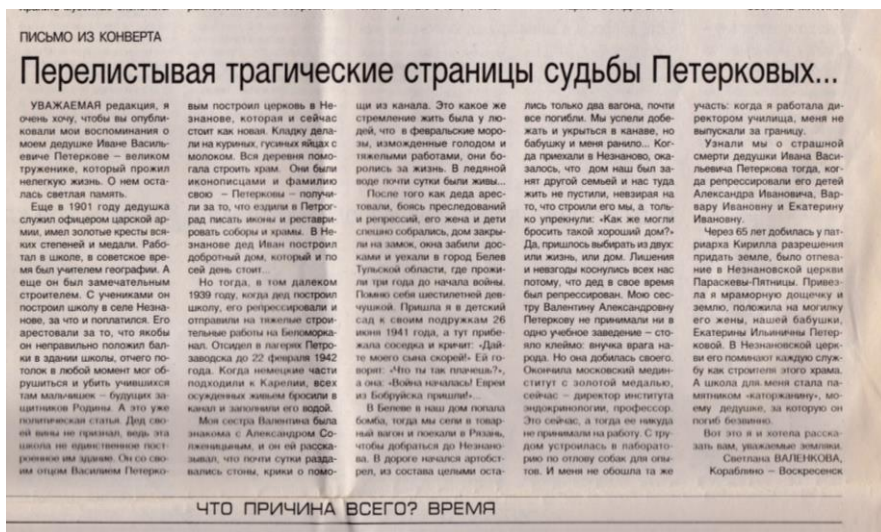 ПИСЬМО ИЗ КОНВЕРТА
Перелистывая трагические страницы судьбы Петерковых...
УВАЖАЕМАЯ редакция, я
очень хочу, чтобы вы опубли-
ковали мои воспоминания о
моем дедушке Иване Василь-
евиче Петеркове – великом
труженике, который прожил
нелегкую жизнь. О нем оста-
лась светлая память.
Еще в 1901 году дедушка
служил офицером царской ар-
мии, имел золотые кресты вся-
ких степеней и медали. Рабо-
тал в школе, в советское вре-
мя был учителем географии. А
еще он был замечательным
строителем. С учениками он
построил школу в селе Незна-
нове, за что и поплатился. Его
арестовали за то, что якобы
он неправильно положил бал-
ки в здании школы, отчего по-
толок в любой момент мог об-
рушиться и убить учившихся
там мальчишек – будущих за-
щитников Родины. А это уже
политическая статья. Дед сво-
ей вины не признал, ведь эта
школа не единственное пост-
роенное им здание. Он со сво-
им отцом Василием Петерко-
вым построил церковь в Не-
знанове, которая и сейчас
стоит как новая. Кладку дела-
ли на куриных, гусиных яйцах с
молоком. Вся деревня помо-
гала строить храм. Они были
иконописцами и фамилию
свою – Петерковы – получи-
ли за то, что ездили в Петрог-
рад писать иконы и реставри-
ровать соборы и храмы. В Не-
знанове дед Иван построил
добротный дом, который и по
сей день стоит...
Но тогда, в том далеком
1939 году, когда дед построил
школу, его репрессировали и
отправили на тяжелые строи-
тельные работы на Беломорка-
нал. Отсидел в лагерях Петро-
заводска до 22 февраля 1942
года. Когда немецкие части
подходили к Карелии, всех
осужденных живьем бросили в
канал и заполнили его водой.
Моя сестра Валентина была
знакома с Александром Со-
лженицыным, и он ей расска-
зывал, что почти сутки разда-
вались стоны, крики о помо-
щи из канала. Это какое же
стремление жить была у лю-
дей, что в февральские моро-
зы, изможденные голодом и
тяжелыми работами, они бо-
ролись за жизнь. В ледяной
воде почти сутки были живы...
После того как деда арес-
товали, боясь преследований
и репрессий, его жена и дети
спешно собрались, дом закры-
ли на замок, окна забили дос-
ками и уехали в город Белев
Тульской области, где прожи-
ли три года до начала войны.
Помню себя шестилетней дев-
чушкой. Пришла я в детский
сад к своим подружкам 26
июня 1941 года, а тут прибе-
жала соседка и кричит: «Дай-
те моего сына скорей!» Ей го-
ворят: «Что ты так плачешь?»,
а она: «Война началась! Евреи
из Бобруйска пришли!»...
В Белеве в наш дом попала
бомба, тогда мы сели в товар-
ный вагон и поехали в Рязань,
чтобы добраться до Незнано-
ва. В дороге начался артобст-
рел, из состава целыми оста-
лись только два вагона, почти
все погибли. Мы успели добе-
жать и укрыться в канаве, но
бабушку и меня ранило... Ког-
да приехали в Незнаново, ока-
залось, что дом наш был за-
нят другой семьей и нас туда
жить не пустили, невзирая на
то, что строили его мы, а толь-
ко упрекнули: «Как же могли
бросить такой хороший дом?»
Да, пришлось выбирать из двух:
или жизнь, или дом. Лишения
и невзгоды коснулись всех нас
потому, что дед в свое время
был репрессирован. Мою сес-
тру Валентину Александровну
Петеркову не принимали ни в
одно учебное заведение – сто-
яло клеймо: внучка врага на-
рода. Но она добилась своего.
Окончила московский медин-
ститут с золотой медалью,
сейчас – директор института
эндокринологии, профессор.
Это сейчас, а тогда ее никуда
не принимали на работу. С тру-
дом устроилась в лаборато-
рию по отлову собак для опы-
тов. И меня не обошла та же
участь: когда я работала ди-
ректором училища, меня не
выпускали за границу.
Узнали мы о страшной
смерти дедушки Ивана Васи-
льевича Петеркова тогда, ког-
да репрессировали его детей
Александра Ивановича, Вар-
вару Ивановну и Екатерину
Ивановну.
Через 65 лет добилась у пат-
риарха Кирилла разрешения
придать земле, было отпева-
ние в Незнановской церкви
Параскевы-Пятницы. Привез-
ла я мраморную дощечку и
землю, положила на могилку
его жены, нашей бабушки,
Екатерины Ильиничны Петер-
ковой. В Незнановской церк-
ви его поминают каждую служ-
бу как строителя этого храма.
А школа для меня стала па-
мятником «каторжанину», мо-
ему дедушке, за которую он
погиб безвинно.
Вот это я и хотела расска-
зать вам, уважаемые земляки.
Светлана ВАЛЕНКОВА,
Кораблино – Воскресенск
ЧТО ПРИЧИНА ВСЕГО? ВРЕМЯ